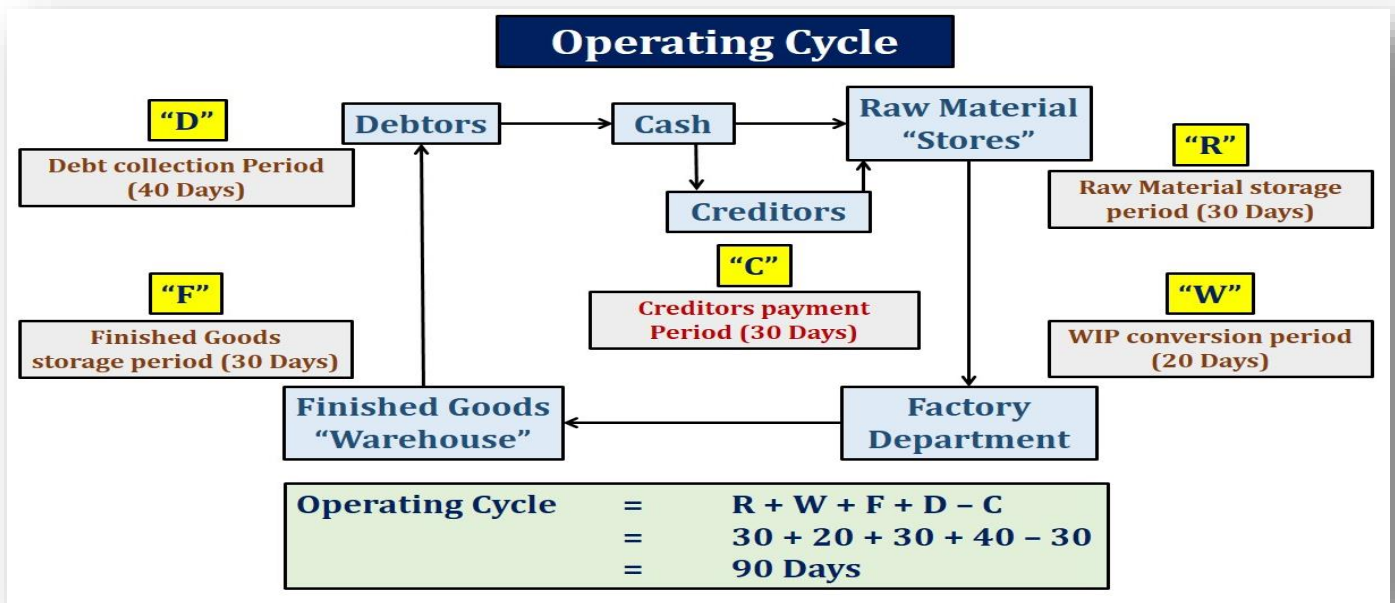 Operating Cycle
“D”
Debt collection Period
(40 Days)
Debtors
Cash
Raw Material
“Stores”
“R”
Raw Material storage
period (30 Days)
Creditors
“C”
Creditors payment
Period (30 Days)
“F”
Finished Goods
storage period (30 Days)
“W”
WIP conversion period
(20 Days)
Finished Goods
“Warehouse”
Factory
Department
Operating Cycle = R + W + F + D – C
= 30 + 20 + 30 + 40 – 30
= 90 Days